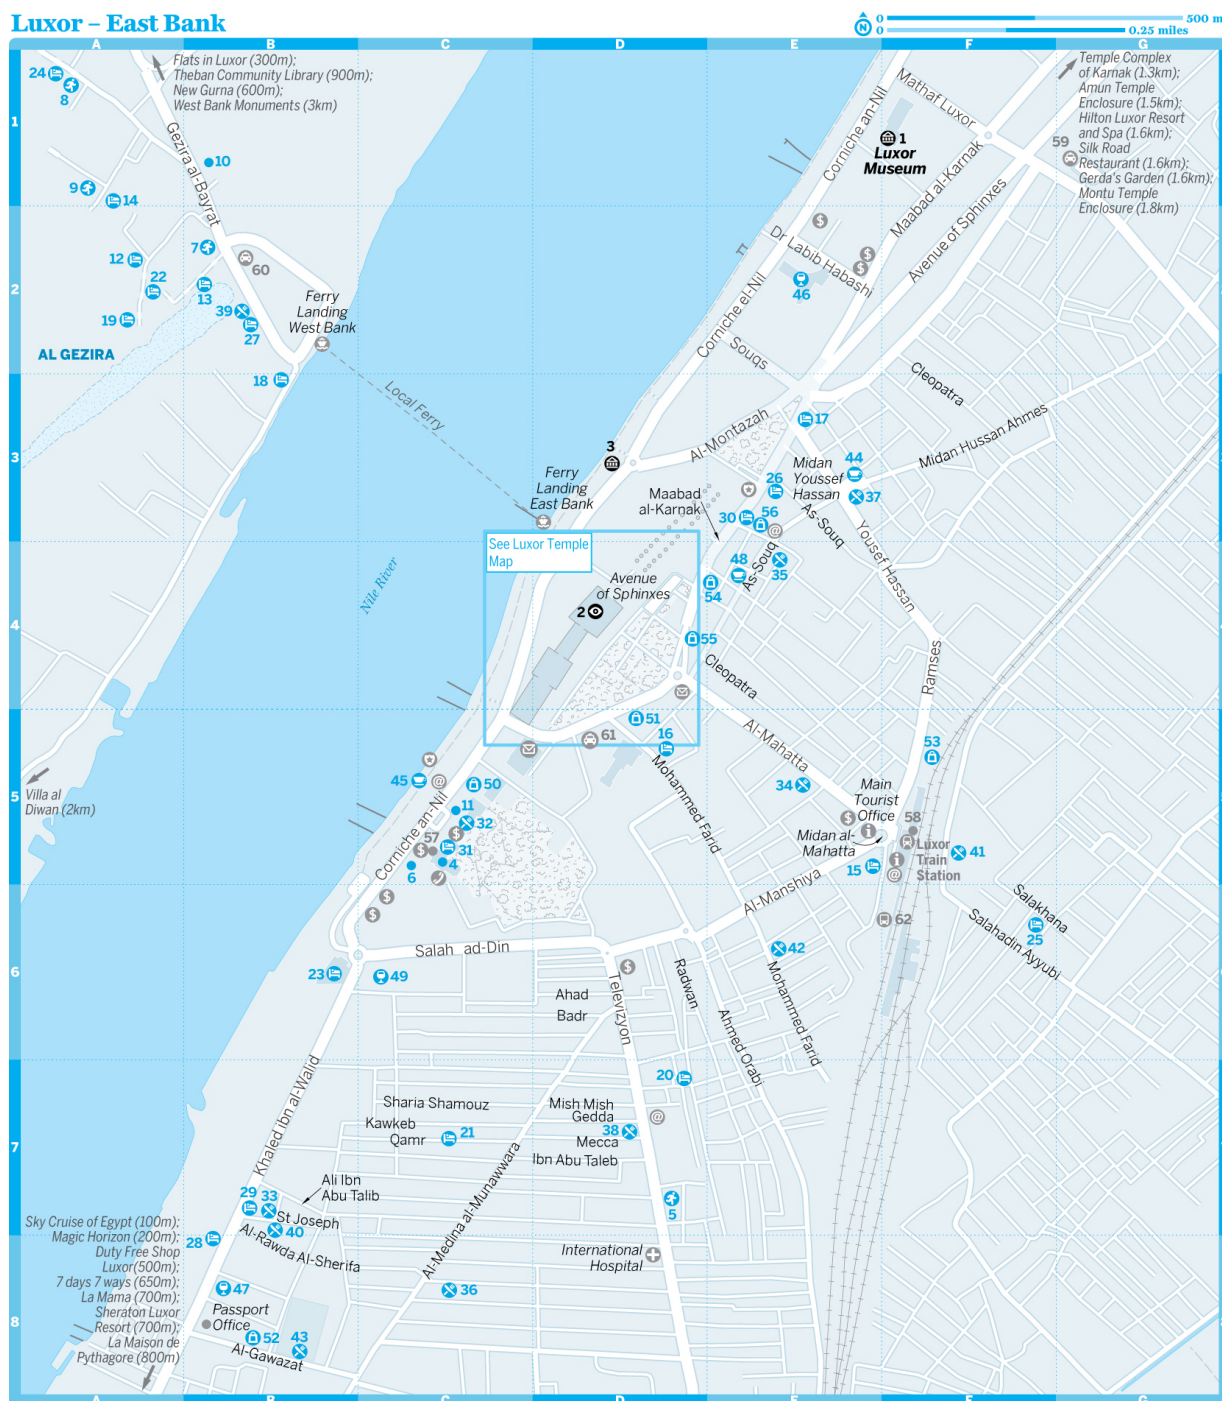 Luxor – East Bank
N
0
500 m
0
0.25 miles
A
B
C
D
E
F
G
1
2
3
4
5
6
7
8
Flats in Luxor (300m);
Theban Community Library (900m);
New Gurna (600m);
West Bank Monuments (3km)
Temple Complex
of Karnak (1.3km);
Amun Temple
Enclosure (1.5km);
Hilton Luxor Resort
and Spa (1.6km);
Silk Road
Restaurant (1.6km);
Gerda's Garden (1.6km);
Montu Temple
Enclosure (1.8km)
24
8
10
9
14
Gezira al-Bayrat
7
12
22
60
13
39
19
27
18
AL GEZIRA
Ferry
Landing
West Bank
Local Ferry
Mathaf Luxor
Corniche an-Nil
1
Luxor
Museum
59
Maabad al-Karnak
Avenue of Sphinxes
Dr Labib Habashi
46
Corniche el-Nil
Souqs
Cleopatra
17
Al-Montazah
3
Midan Hussan Ahmes
Midan
Youssef
Hassan
44
37
26
Ferry
Landing
East Bank
Maabad
al-Karnak
30
56
As-Souq
See Luxor Temple
Map
48
As-Souq
35
Yousef Hassan
54
Avenue
of Sphinxes
2
Nile River
55
Cleopatra
Ramses
51
16
61
Al-Mahatta
53
Mohammed Farid
34
Main
Tourist
Office
58
Midan al-
Mahatta
Luxor
Train
Station
41
15
45
50
11
32
57
31
4
6
Corniche an-Nil
Villa al
Diwan (2km)
Al-Manshiya
62
Salakhana
25
Salahadin Ayyubi
Salah ad-Din
42
23
49
Ahad
Badr
Televizyon
Radwan
Ahmed Orabi
Mohammed Farid
20
Khaled ibn al-Walid
Sharia Shamouz
Mish Mish
Gedda
Kawkeb
Qamr
21
38
Mecca
Ibn Abu Taleb
Al-Medina al-Munawwara
Ali Ibn
Abu Talib
29
33
St Joseph
40
5
28
Al-Rawda Al-Sherifa
International
Hospital
Sky Cruise of Egypt (100m);
Magic Horizon (200m);
Duty Free Shop
Luxor(500m);
7 days 7 ways (650m);
La Mama (700m);
Sheraton Luxor
Resort (700m);
La Maison de
Pythagore (800m)
47
36
Passport
Office
52
43
Al-Gawazat
A
B
C
D
E
F
G